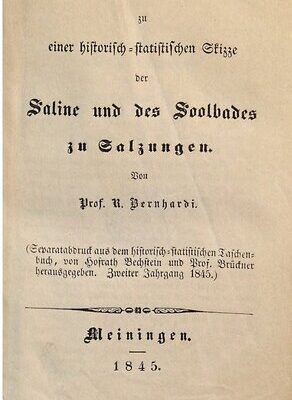 zu
einer historisch-statistischen Skizze
der
Saline und des Soolbades
zu Salzungen.
Von
Prof. R. Bernhardi.
(Separatabdruck aus dem historisch-statistischen Taschen-
buch, von Hofrath Bechstein und Prof. Brückner
herausgegeben. Zweiter Jahrgang 1845.)
Meiningen.
1845.